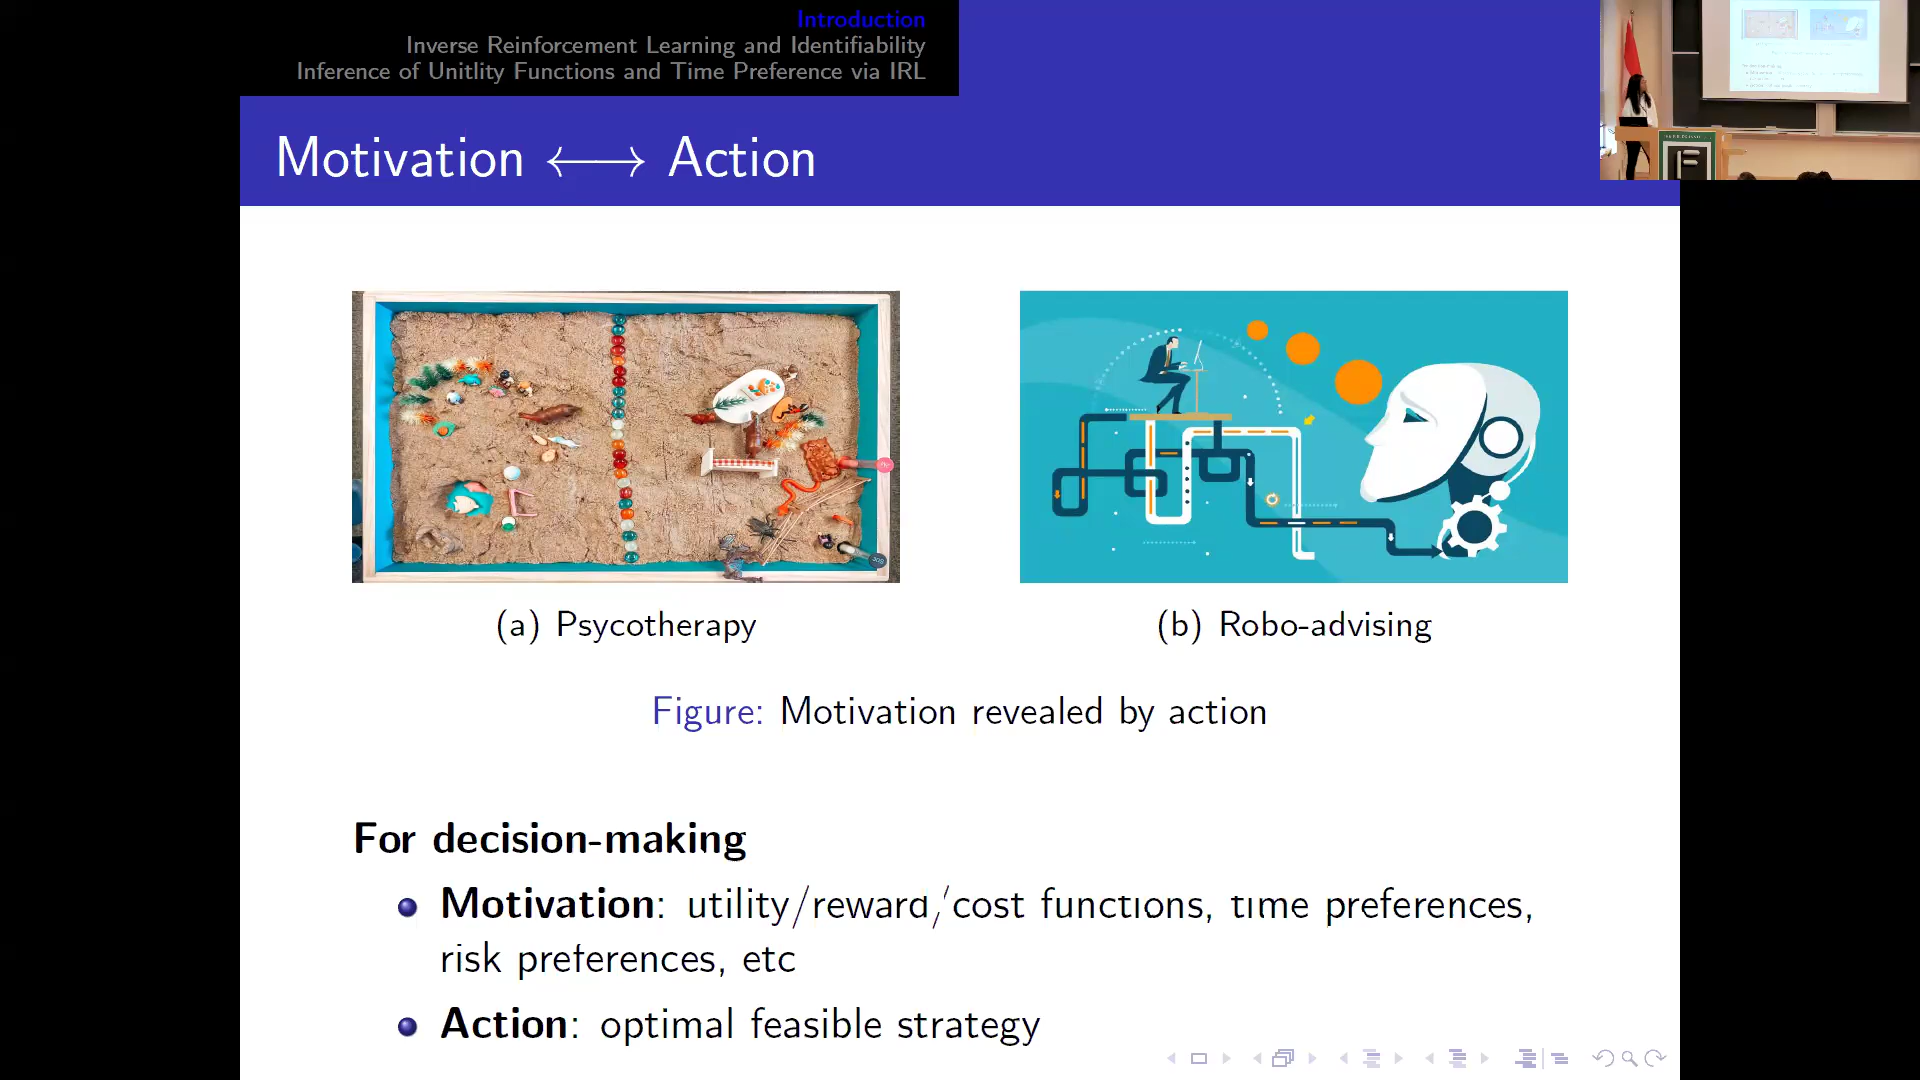 Introduction
Inverse Reinforcement Learning and Identifiability
Inference of Unitlity Functions and Time Preference via IRL
Motivation ⟷ Action
(a) Psycotherapy
(b) Robo-advising
Figure: Motivation revealed by action
For decision-making
Motivation: utility/reward/cost functions, time preferences,
risk preferences, etc
Action: optimal feasible strategy